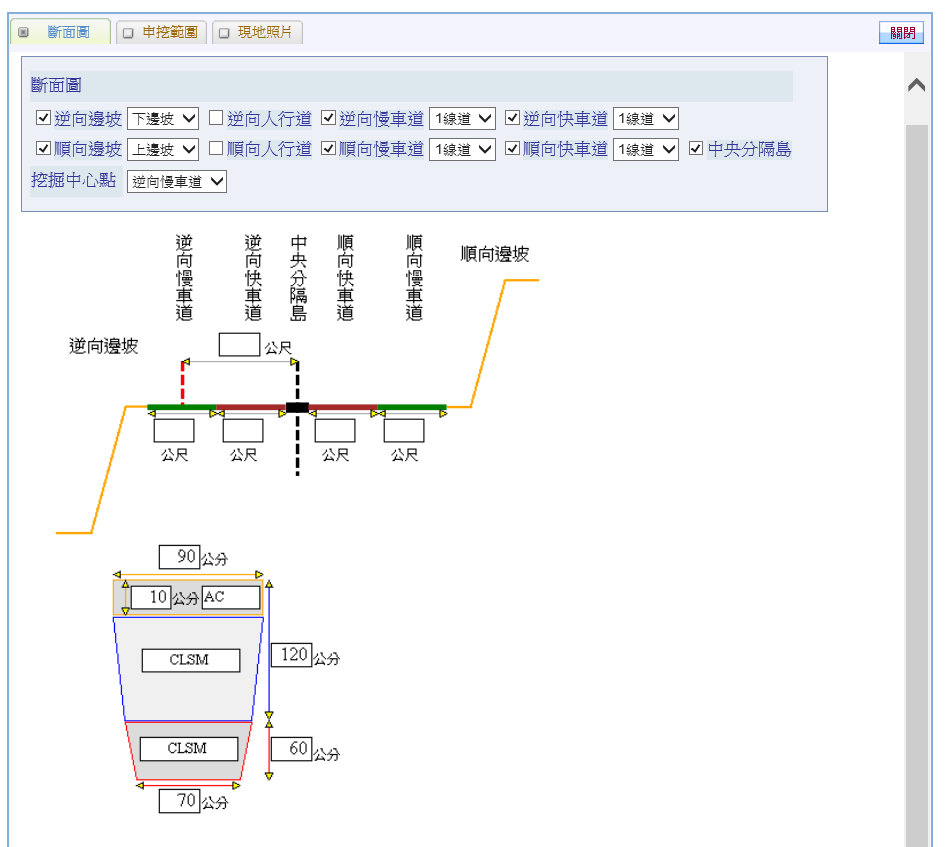 斷面圖 申挖範圍 現地照片 關閉
斷面圖
逆向邊坡 下邊坡 逆向人行道 逆向慢車道 1線道 逆向快車道 1線道
順向邊坡 上邊坡 順向人行道 順向慢車道 1線道 順向快車道 1線道 中央分隔島
挖掘中心點 逆向慢車道
逆向慢車道
逆向快車道
中央分隔島
順向快車道
順向慢車道
順向邊坡
逆向邊坡
公尺
公尺 公尺 公尺 公尺
90 公分
10 公分 AC
CLSM
120 公分
CLSM
60 公分
70 公分